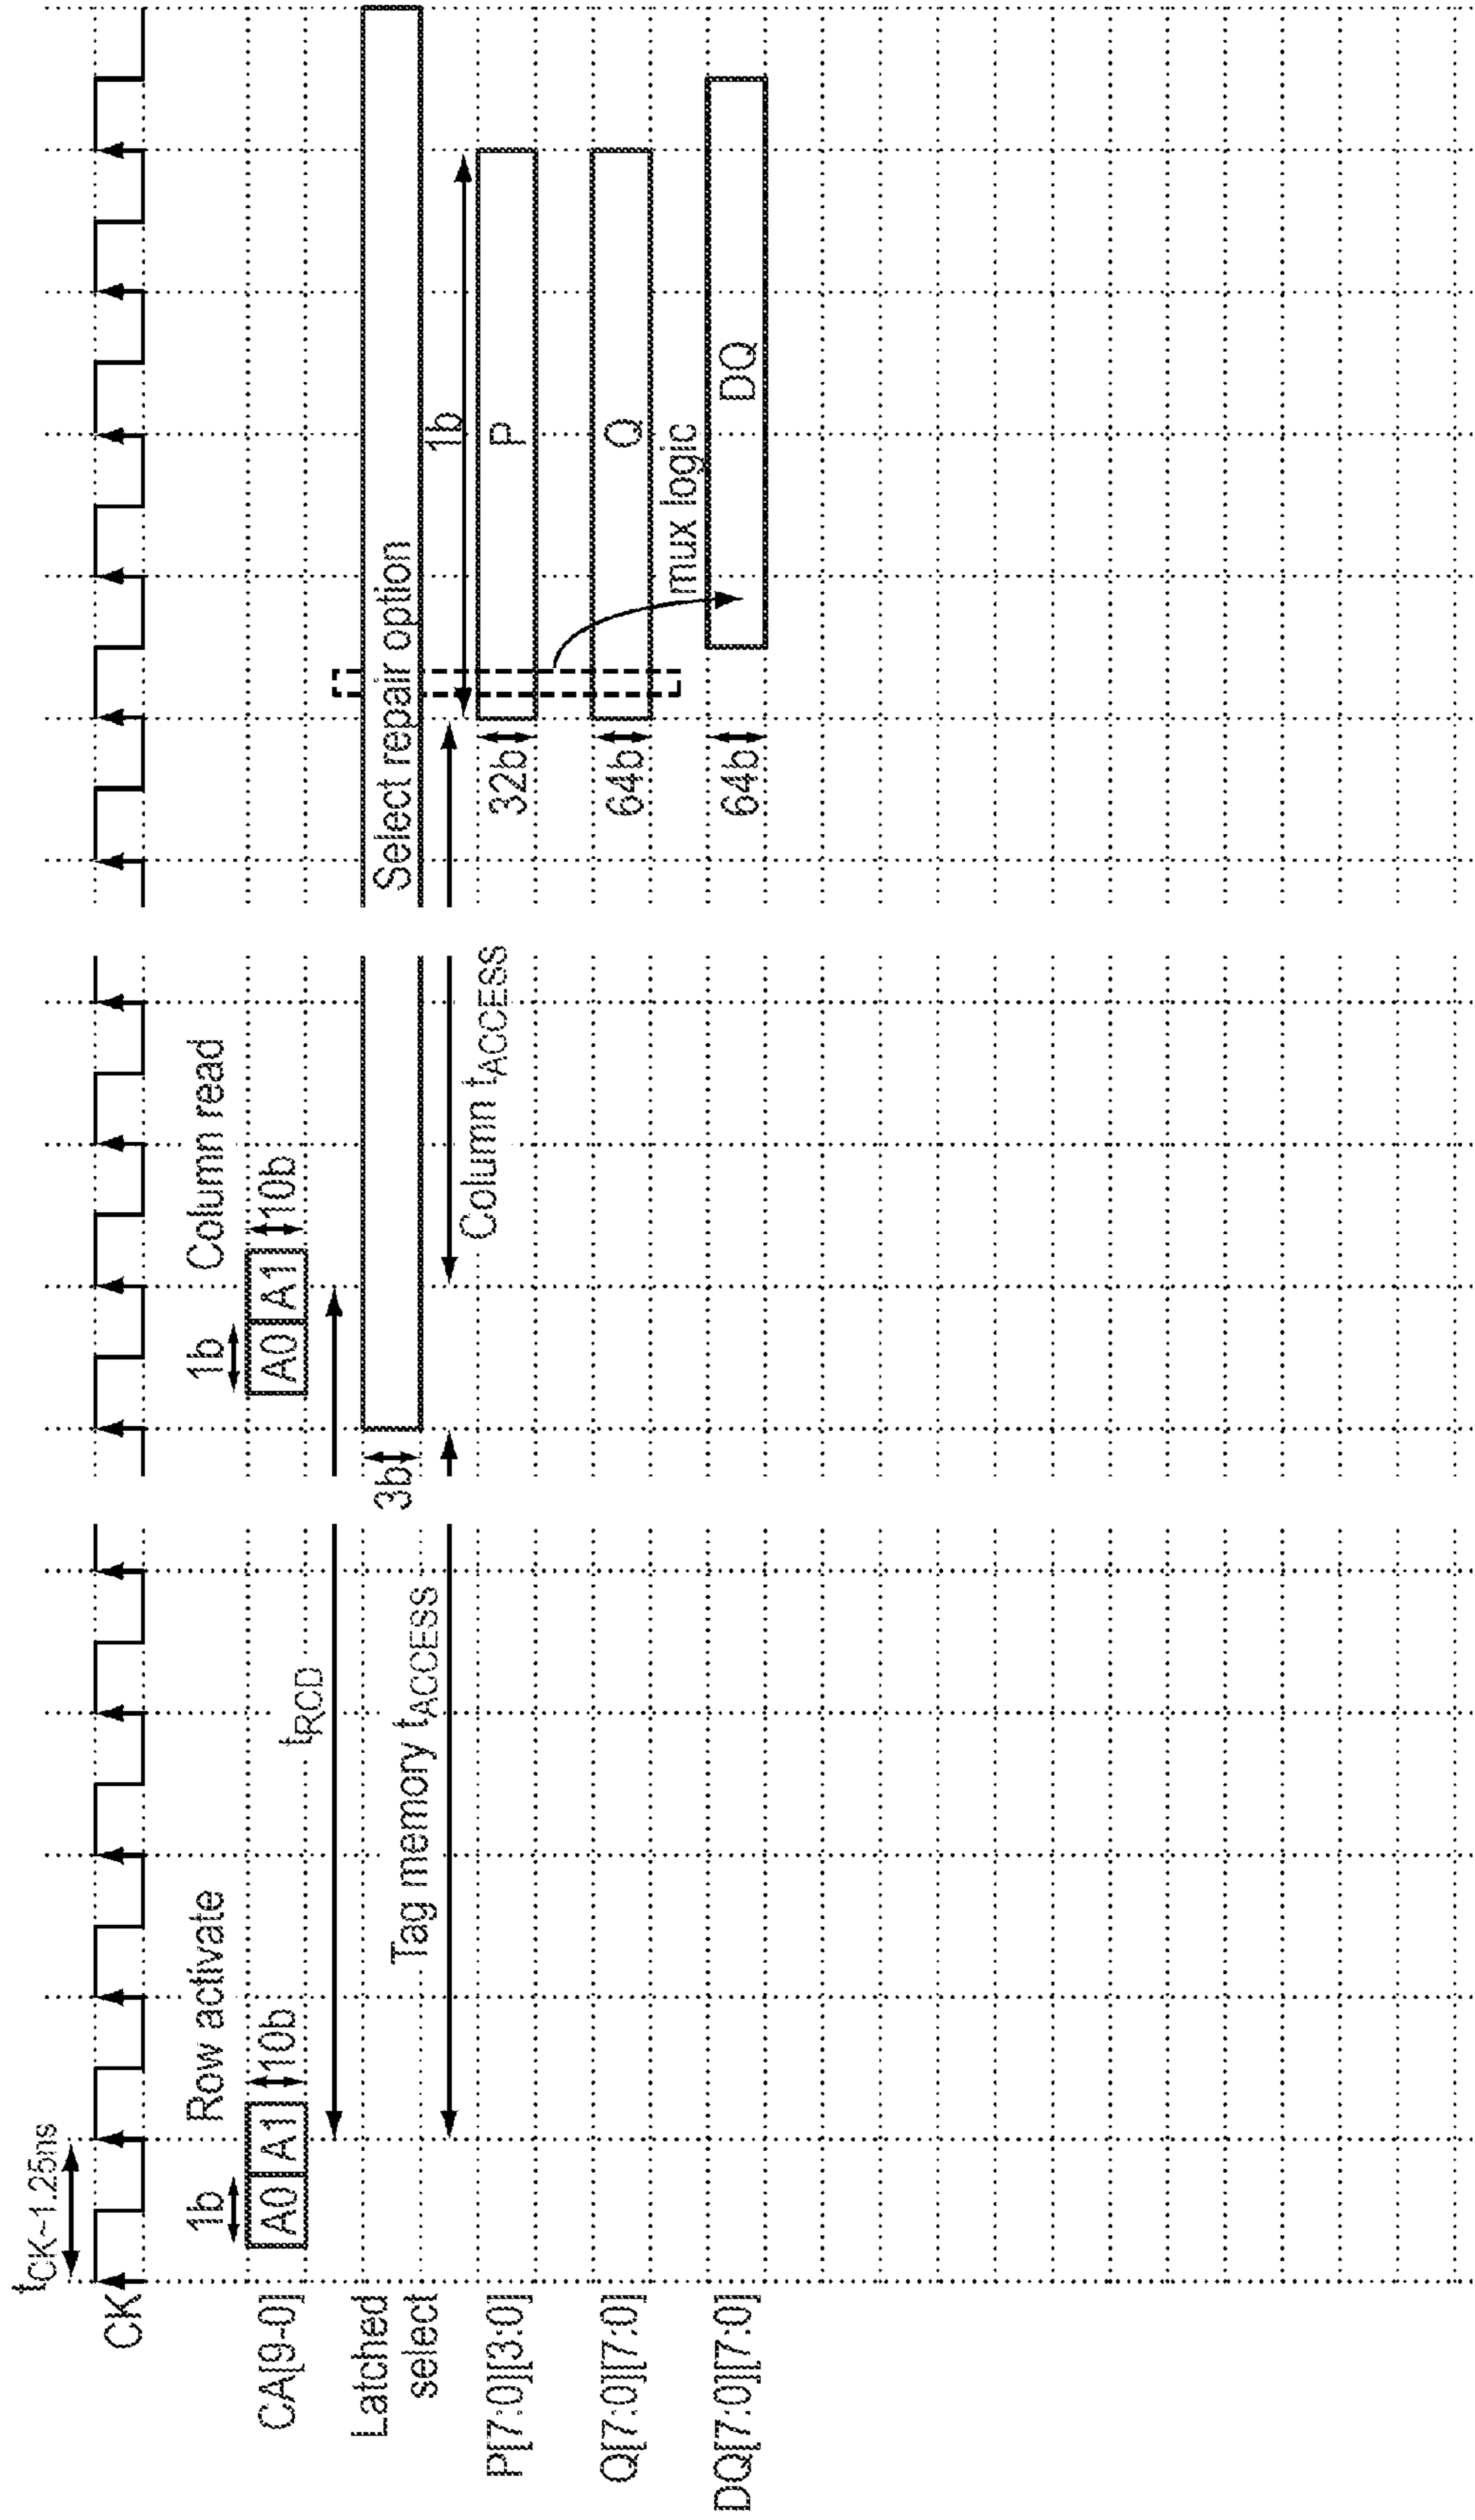 tCK~1.25ns
CK
1b Row activate
1b Column read
CA[9-0]
A0 A1 10b
A0 A1 10b
tRCD
Latched
select
3b
Select repair option
Tag memory tACCESS
Column tACCESS
1b
P[7:0][3:0]
32b
P
Q[7:0][7:0]
64b
Q
mux logic
DQ[7:0][7:0]
64b
DQ